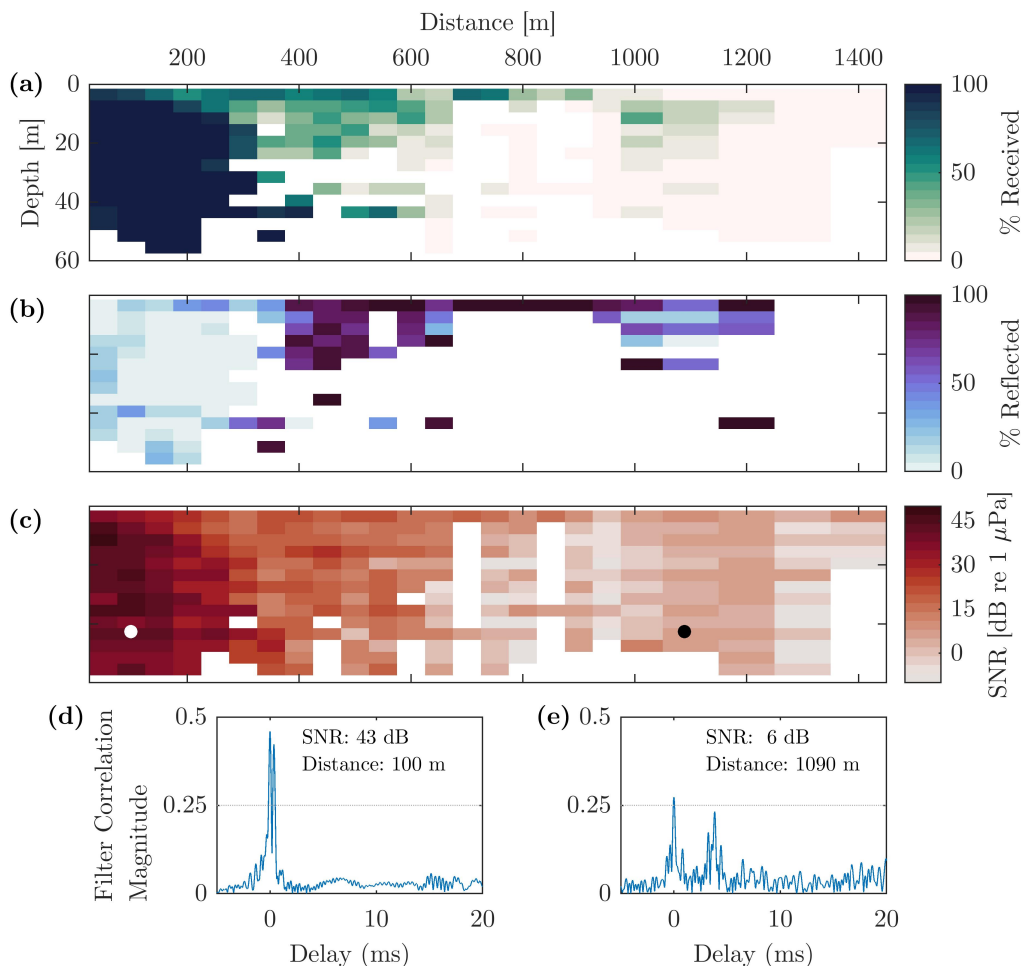 Distance [m]
200 400 600 800 1000 1200 1400
(a)
0
20
40
60
Depth [m]
100
50
0
% Received
(b)
100
50
0
% Reflected
(c)
45
30
15
0
SNR [dB re 1 μPa]
(d)
0.5
0.25
0
Filter Correlation
Magnitude
SNR: 43 dB
Distance: 100 m
0 10 20
Delay (ms)
(e)
0.5
0.25
0
SNR: 6 dB
Distance: 1090 m
0 10 20
Delay (ms)